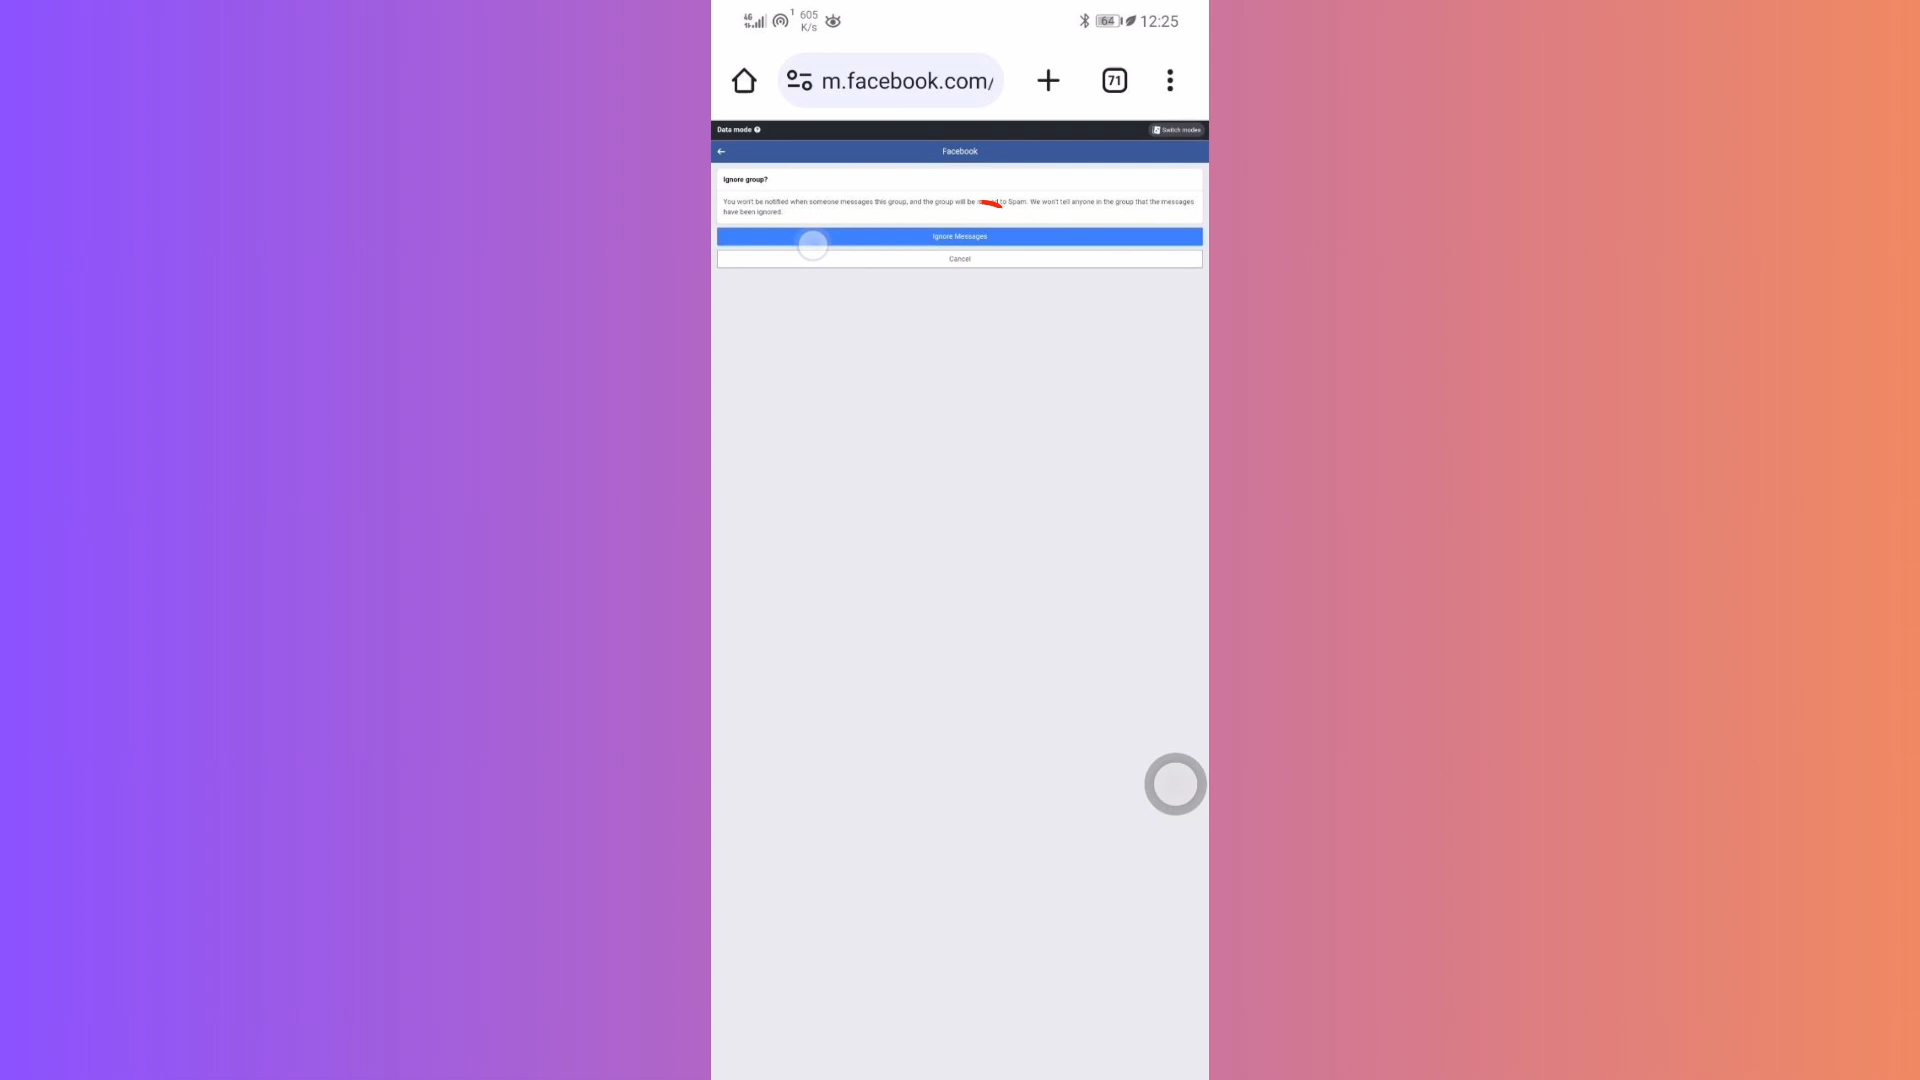 4G
1
605
K/s
64
12:25
m.facebook.com/
71
Data mode
Switch modes
Facebook
Ignore group?
You won't be notified when someone messages this group, and the group will be to Spam. We won't tell anyone in the group that the messages
have been ignored.
Ignore Messages
Cancel